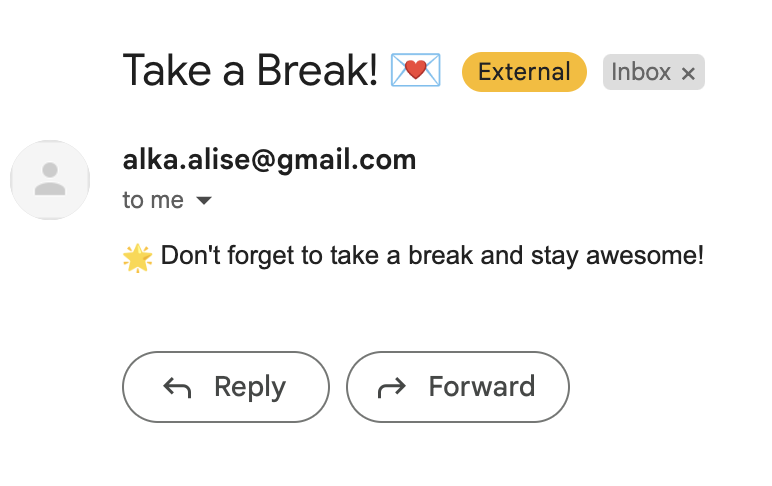 Take a Break! 💌 External Inbox ×
alka.alise@gmail.com
to me
🌟 Don't forget to take a break and stay awesome!
Reply Forward